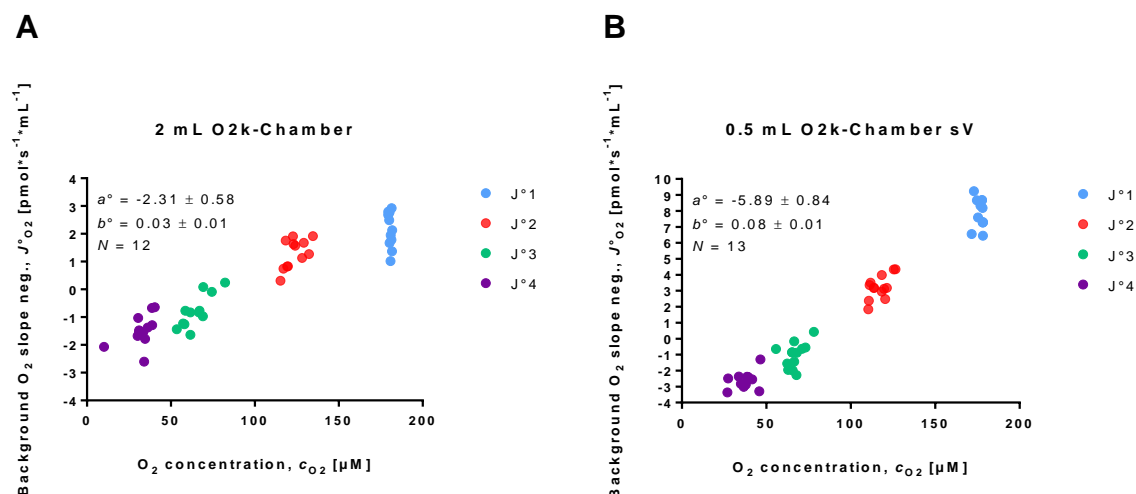 A
Background O₂ slope neg., J°O₂ [pmol*s⁻¹*mL⁻¹]
2 mL O2k-Chamber
4
3
2
1
0
-1
-2
-3
-4
a° = -2.31 ± 0.58
b° = 0.03 ± 0.01
N = 12
J°1
J°2
J°3
J°4
0 50 100 150 200
O₂ concentration, cO₂ [µM]
B
Background O₂ slope neg., J°O₂ [pmol*s⁻¹*mL⁻¹]
0.5 mL O2k-Chamber sV
10
9
8
7
6
5
4
3
2
1
0
-1
-2
-3
-4
a° = -5.89 ± 0.84
b° = 0.08 ± 0.01
N = 13
J°1
J°2
J°3
J°4
0 50 100 150 200
O₂ concentration, cO₂ [µM]